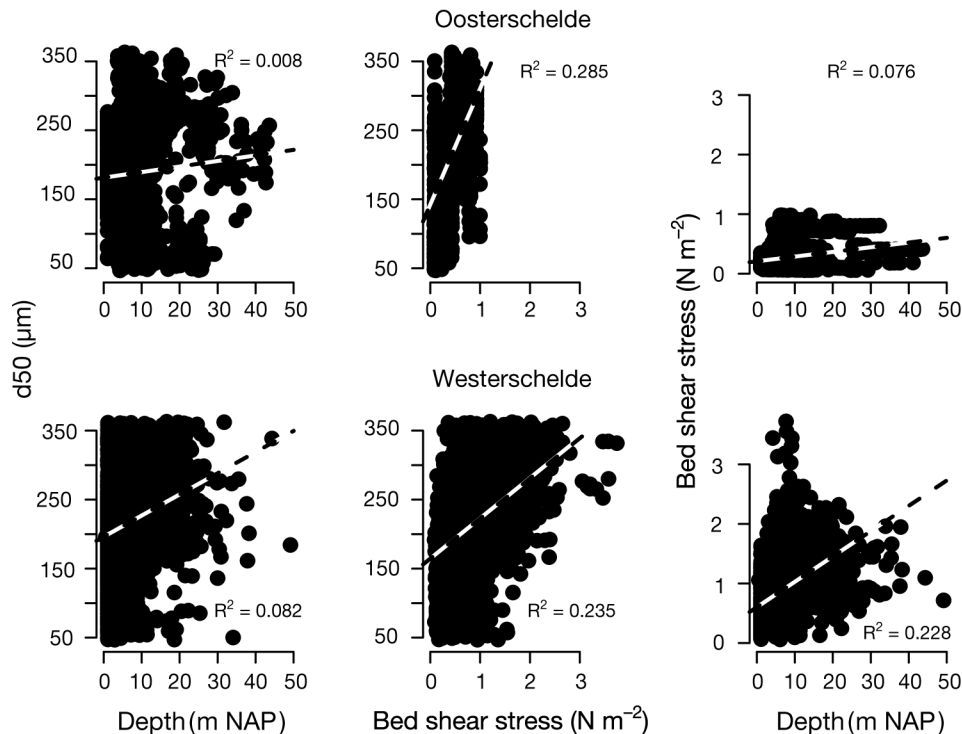 Oosterschelde
R² = 0.008
R² = 0.285
R² = 0.076
350
250
150
50
0 10 20 30 40 50
350
250
150
50
0 1 2 3
3
2
1
0
0 10 20 30 40 50
d50 (µm)
Bed shear stress (N m⁻²)
Westerschelde
350
250
150
50
R² = 0.082
0 10 20 30 40 50
Depth (m NAP)
350
250
150
50
R² = 0.235
0 1 2 3
Bed shear stress (N m⁻²)
3
2
1
0
R² = 0.228
0 10 20 30 40 50
Depth (m NAP)